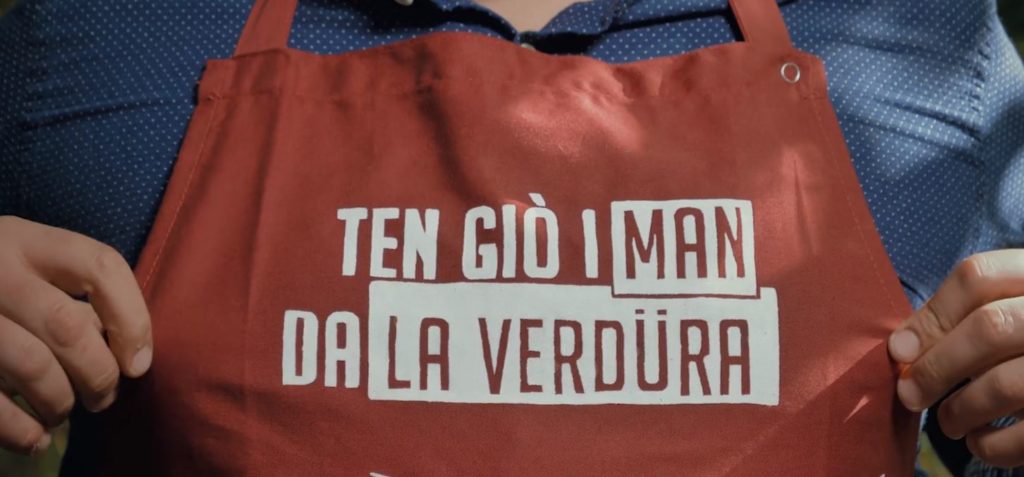 TEN GIÒ I MAN
DA LA VERDÜRA